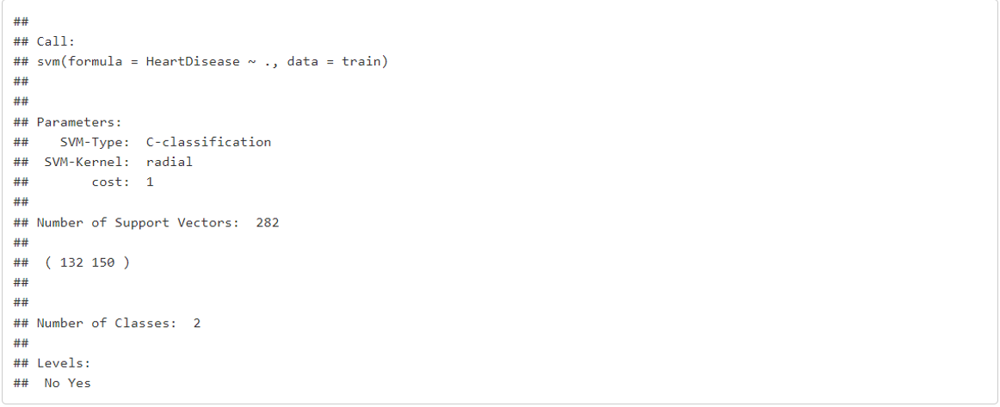 ##
## Call:
## svm(formula = HeartDisease ~ ., data = train)
##
##
## Parameters:
##    SVM-Type:  C-classification
##  SVM-Kernel:  radial
##        cost:  1
##
## Number of Support Vectors:  282
##
##  ( 132 150 )
##
##
## Number of Classes:  2
##
## Levels:
##  No Yes